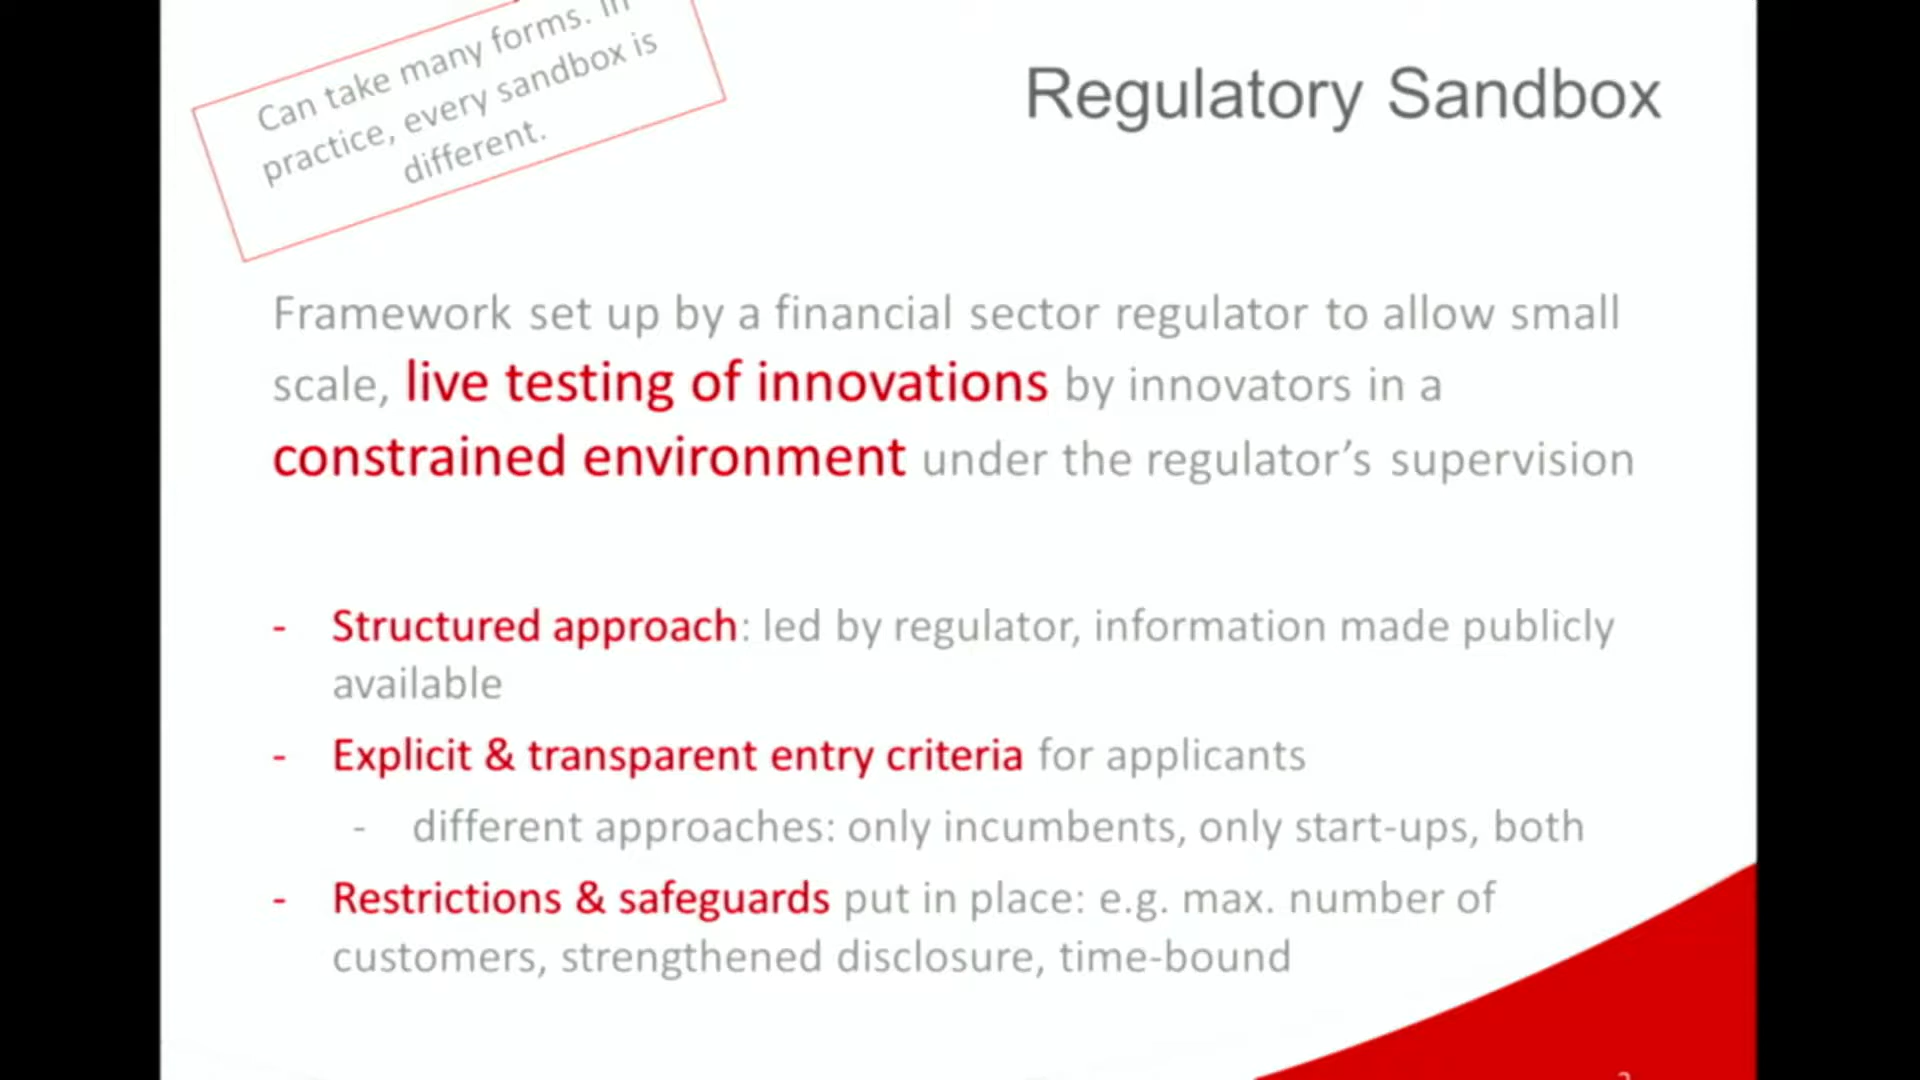 Can take many forms. In
practice, every sandbox is
different.
Regulatory Sandbox
Framework set up by a financial sector regulator to allow small
scale, live testing of innovations by innovators in a
constrained environment under the regulator’s supervision
- Structured approach: led by regulator, information made publicly
available
- Explicit & transparent entry criteria for applicants
- different approaches: only incumbents, only start-ups, both
- Restrictions & safeguards put in place: e.g. max. number of
customers, strengthened disclosure, time-bound